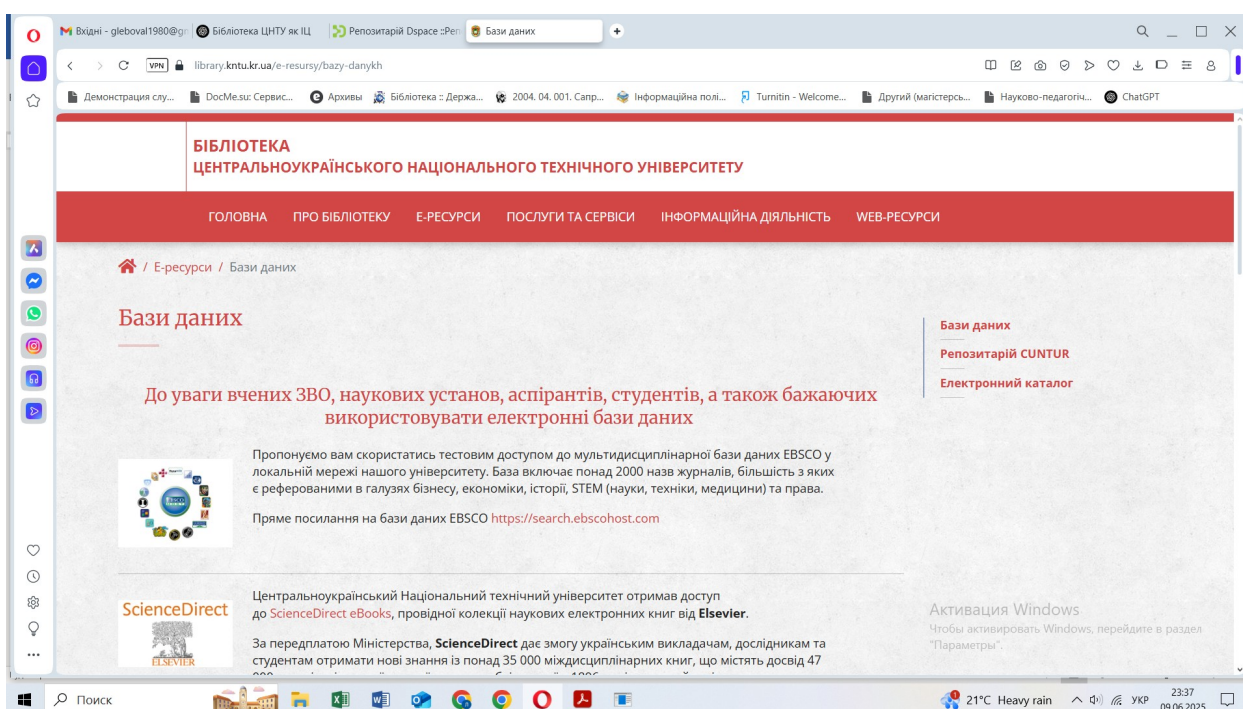 Вхідні - gleboval1980@gr
Бібліотека ЦНТУ як ІЦ
Репозитарій Dspace ::Реп
Бази даних
VPN
library.kntu.kr.ua/e-resursy/bazy-danykh
Демонстрация слу...
DocMe.su: Сервис...
Архивы
Бібліотека :: Держа...
2004. 04. 001. Сапр...
Інформаційна полі...
Turnitin - Welcome...
Другий (магістерсь...
Науково-педагогіч...
ChatGPT
БІБЛІОТЕКА
ЦЕНТРАЛЬНОУКРАЇНСЬКОГО НАЦІОНАЛЬНОГО ТЕХНІЧНОГО УНІВЕРСИТЕТУ
ГОЛОВНА ПРО БІБЛІОТЕКУ Е-РЕСУРСИ ПОСЛУГИ ТА СЕРВІСИ ІНФОРМАЦІЙНА ДІЯЛЬНІСТЬ WEB-РЕСУРСИ
/ Е-ресурси / Бази даних
Бази даних
До уваги вчених ЗВО, наукових установ, аспірантів, студентів, а також бажаючих
використовувати електронні бази даних
Пропонуємо вам скористатись тестовим доступом до мультидисциплінарної бази даних EBSCO у
локальній мережі нашого університету. База включає понад 2000 назв журналів, більшість з яких
є реферованими в галузях бізнесу, економіки, історії, STEM (науки, техніки, медицини) та права.
Пряме посилання на бази даних EBSCO https://search.ebscohost.com
ScienceDirect
ELSEVIER
Центральноукраїнський Національний технічний університет отримав доступ
до ScienceDirect eBooks, провідної колекції наукових електронних книг від Elsevier.
За передплатою Міністерства, ScienceDirect дає змогу українським викладачам, дослідникам та
студентам отримати нові знання із понад 35 000 міждисциплінарних книг, що містять досвід 47
Бази даних
Репозитарій CUNTUR
Електронний каталог
Активация Windows
Чтобы активировать Windows, перейдите в раздел
"Параметры".
Поиск
21°C Heavy rain
УКР
23:37
09.06.2025